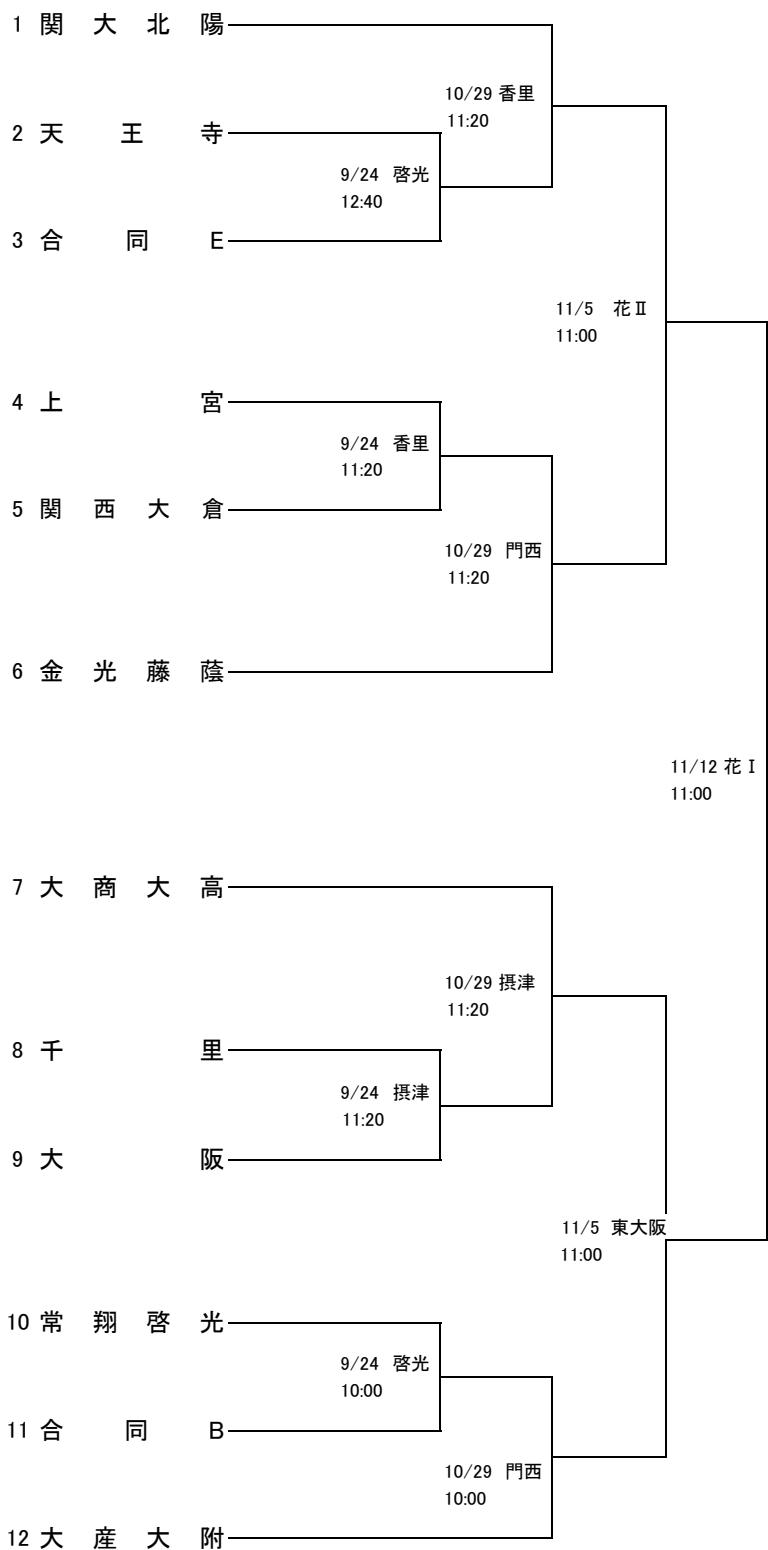 1 関大北陽
10/29 香里
11:20
2 天王寺
9/24 啓光
12:40
3 合同E
11/5 花Ⅱ
11:00
4 上宮
9/24 香里
11:20
5 関西大倉
10/29 門西
11:20
6 金光藤蔭
11/12 花Ⅰ
11:00
7 大商大高
10/29 摂津
11:20
8 千里
9/24 摂津
11:20
9 大阪
11/5 東大阪
11:00
10 常翔啓光
9/24 啓光
10:00
11 合同B
10/29 門西
10:00
12 大産大附